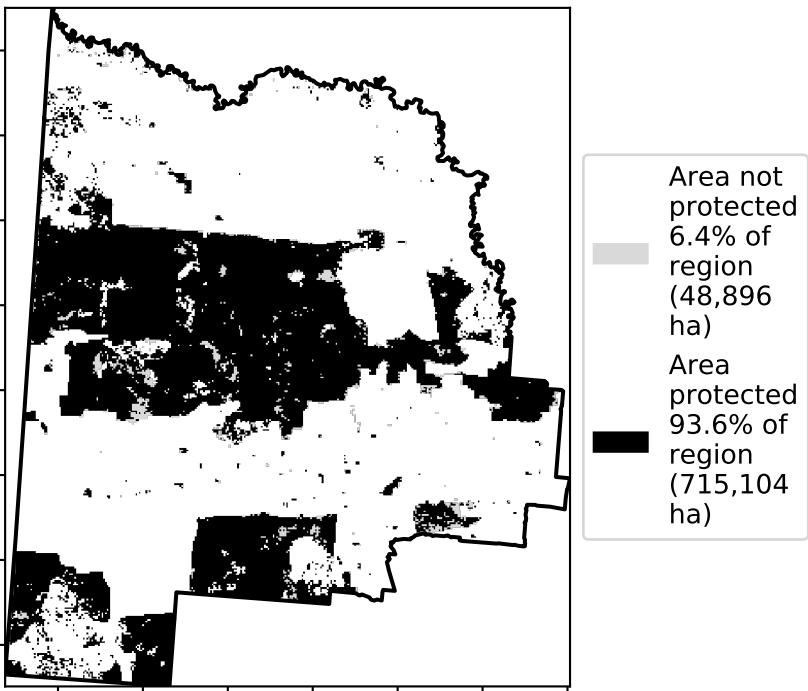 Area not
protected
6.4% of
region
(48,896
ha)
Area
protected
93.6% of
region
(715,104
ha)